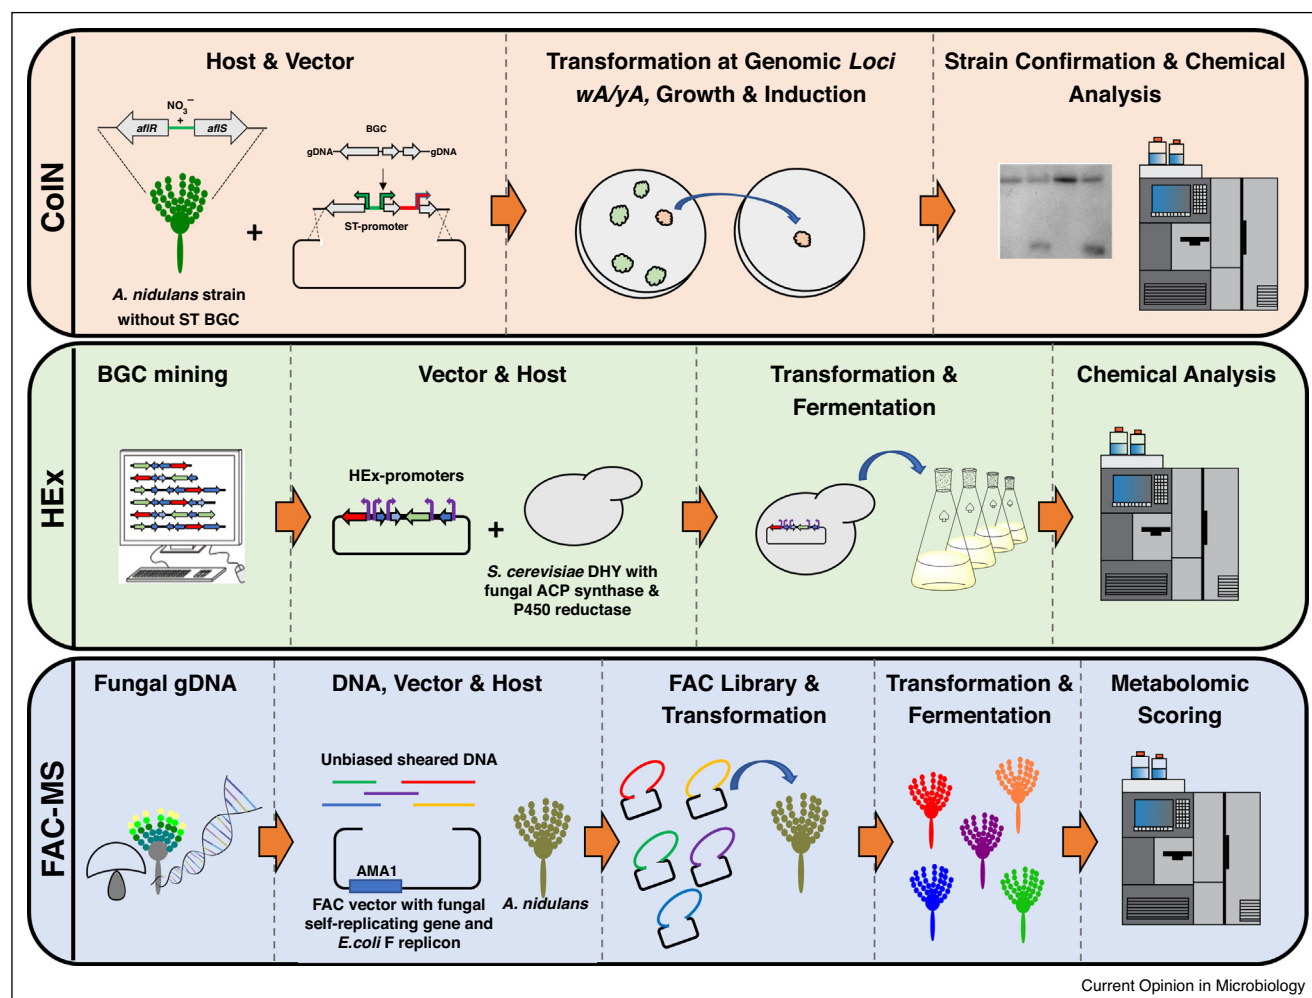 CoIN
Host & Vector
NO3−
+
aflR
aflS
BGC
gDNA
gDNA
ST-promoter
+
A. nidulans strain
without ST BGC
Transformation at Genomic Loci
wA/yA, Growth & Induction
Strain Confirmation & Chemical
Analysis
HEx
BGC mining
Vector & Host
HEx-promoters
+
S. cerevisiae DHY with
fungal ACP synthase &
P450 reductase
Transformation &
Fermentation
Chemical Analysis
FAC-MS
Fungal gDNA
DNA, Vector & Host
Unbiased sheared DNA
AMA1
FAC vector with fungal
self-replicating gene and
E.coli F replicon
A. nidulans
FAC Library &
Transformation
Transformation &
Fermentation
Metabolomic
Scoring
Current Opinion in Microbiology